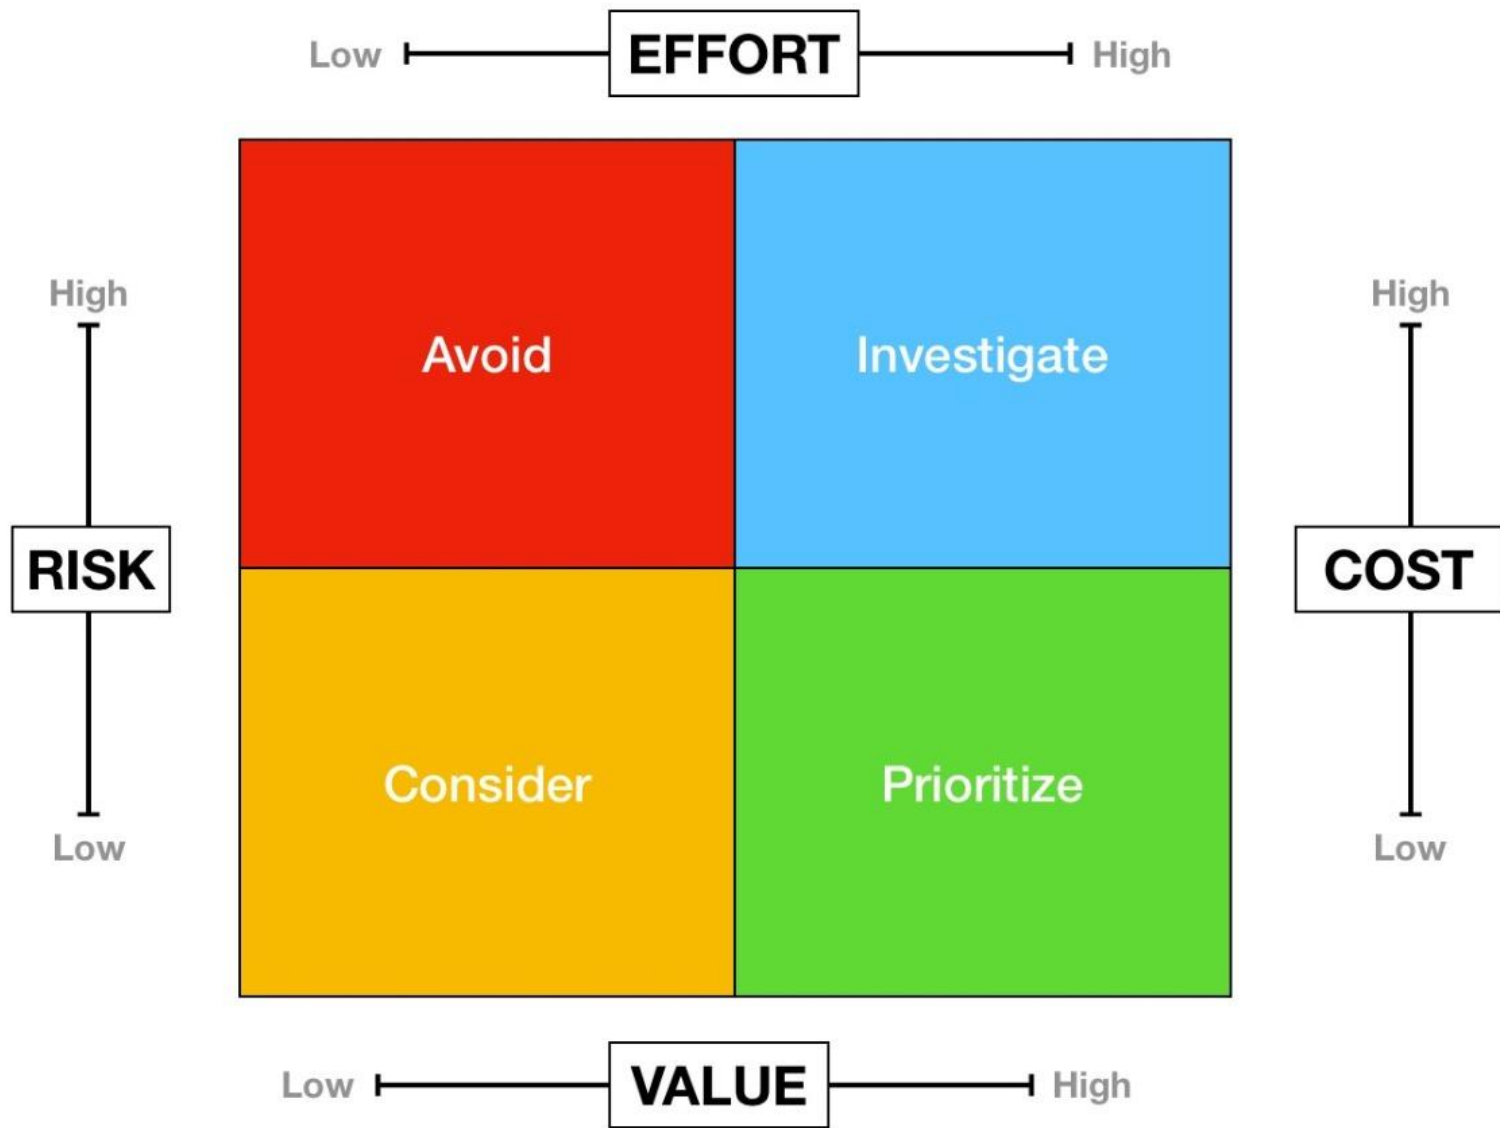 Low EFFORT High
High High
Avoid Investigate
RISK COST
Consider Prioritize
Low Low
Low VALUE High